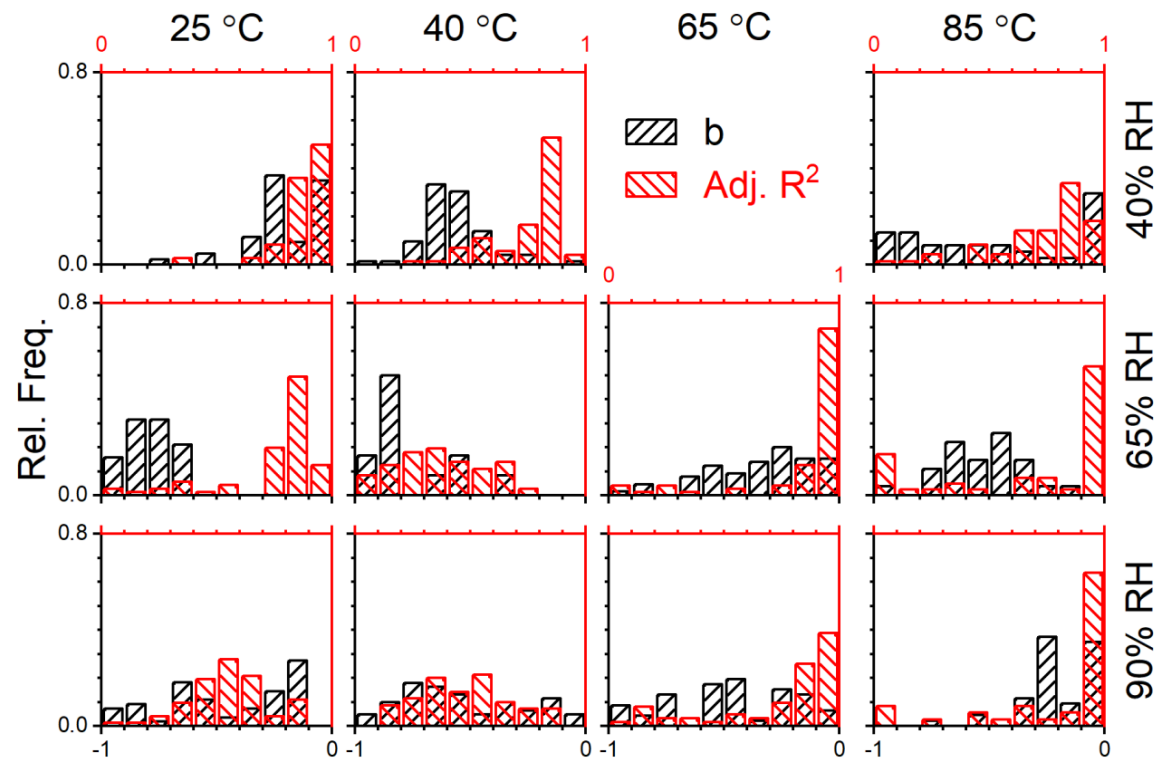 25 °C 40 °C 65 °C 85 °C
0 1 0 1 0 1
0.8
b
Adj. R²
0.0
40% RH
0 1
0.8
Rel. Freq.
0.0
65% RH
0.8
0.0
90% RH
-1 0 -1 0 -1 0 -1 0